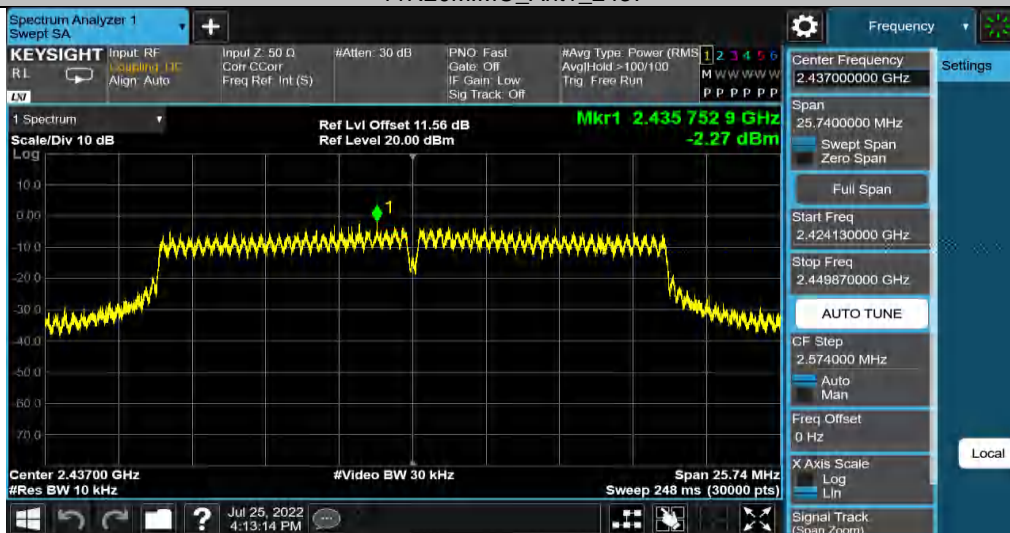 Spectrum Analyzer 1
Swept SA
+
Frequency
KEYSIGHT
RL
LXI
Input: RF
Coupling: DC
Align: Auto
Input Z: 50 Ω
Corr CCorr
Freq Ref: Int (S)
#Atten: 30 dB
PNO: Fast
Gate: Off
IF Gain: Low
Sig Track: Off
#Avg Type: Power (RMS
Avg|Hold:>100/100
Trig: Free Run
1 2 3 4 5 6
M W W W W W
P P P P P P
1 Spectrum
Scale/Div 10 dB
Log
Ref Lvl Offset 11.56 dB
Ref Level 20.00 dBm
Mkr1 2.435 752 9 GHz
-2.27 dBm
10.0
0.00
-10.0
-20.0
-30.0
-50.0
-60.0
-70.0
1
Center 2.43700 GHz
#Res BW 10 kHz
#Video BW 30 kHz
Span 25.74 MHz
Sweep 248 ms (30000 pts)
Jul 25, 2022
4:13:14 PM
Center Frequency
2.437000000 GHz
Settings
Span
25.7400000 MHz
Swept Span
Zero Span
Full Span
Start Freq
2.424130000 GHz
Stop Freq
2.449870000 GHz
AUTO TUNE
CF Step
2.574000 MHz
Auto
Man
Freq Offset
0 Hz
X Axis Scale
Log
Lin
Local
Signal Track
(Span Zoom)